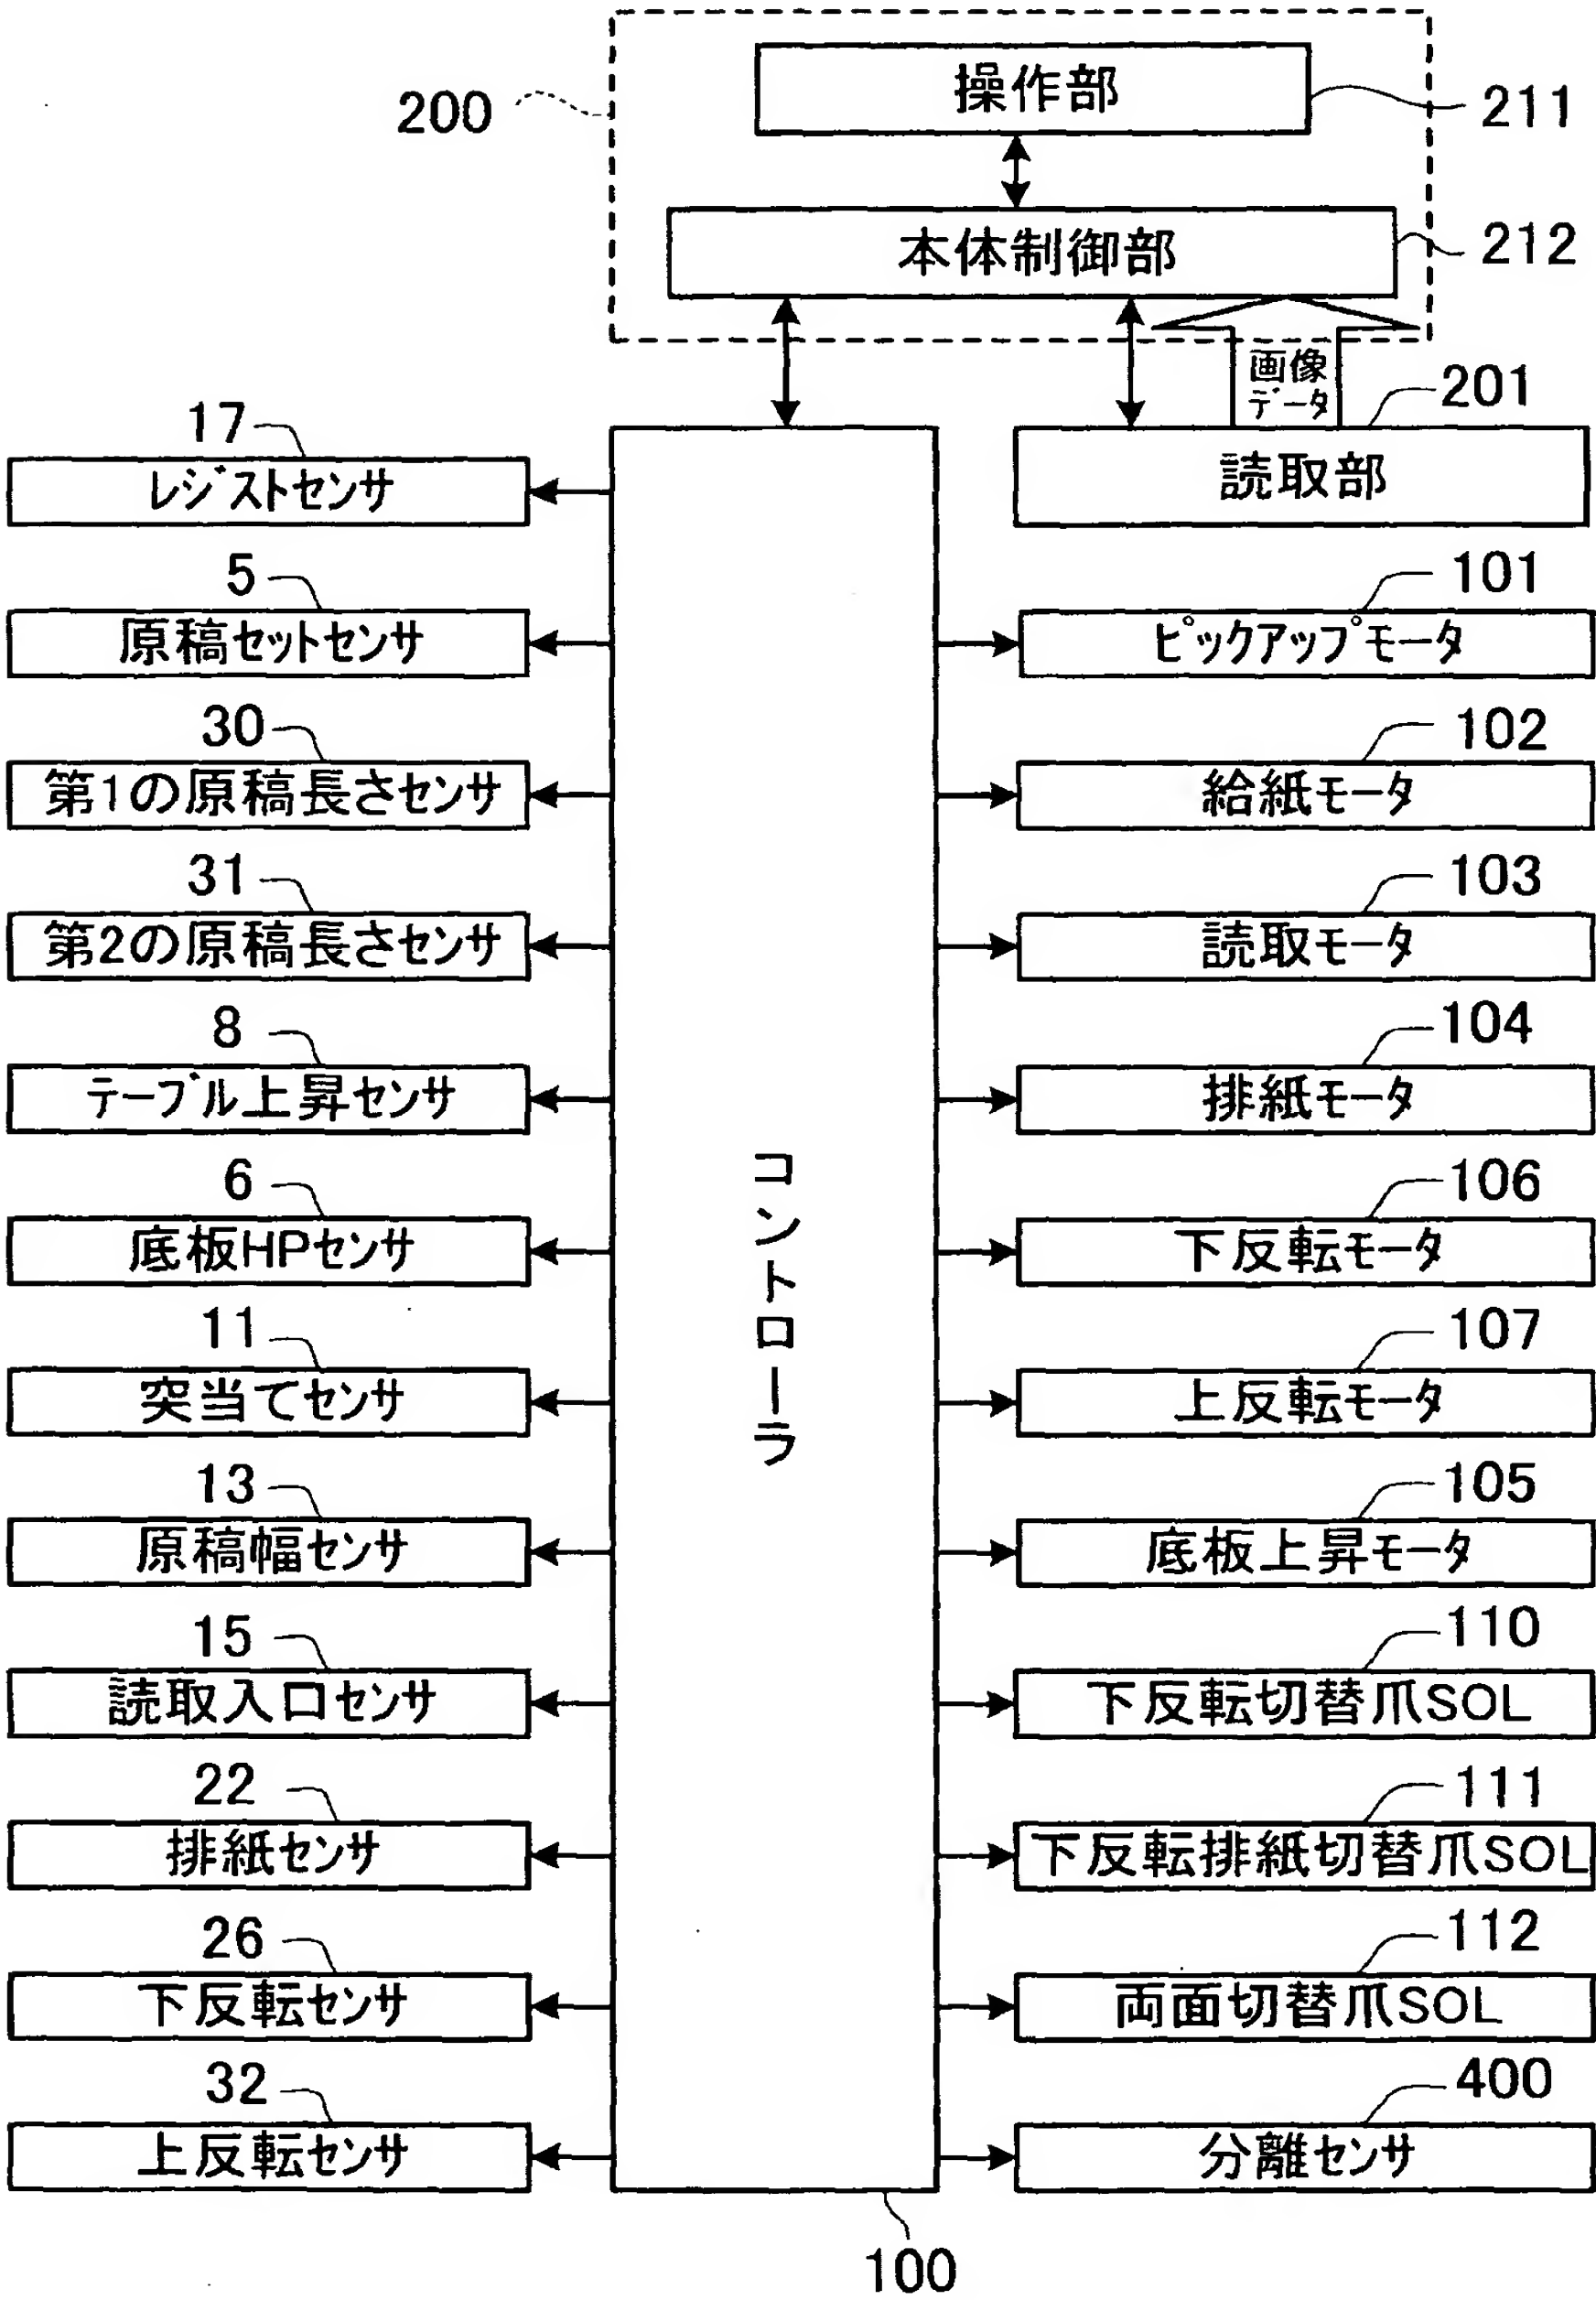 操作部
200
211
本体制御部
212
画像
データ
201
読取部
17
レジストセンサ
5
原稿セットセンサ
101
ピックアップモータ
30
第1の原稿長さセンサ
102
給紙モータ
31
第2の原稿長さセンサ
103
読取モータ
8
テーブル上昇センサ
104
排紙モータ
6
底板HPセンサ
106
下反転モータ
11
突当てセンサ
107
上反転モータ
コントローラ
13
原稿幅センサ
105
底板上昇モータ
15
読取入口センサ
110
下反転切替爪SOL
22
排紙センサ
111
下反転排紙切替爪SOL
26
下反転センサ
112
両面切替爪SOL
32
上反転センサ
400
分離センサ
100